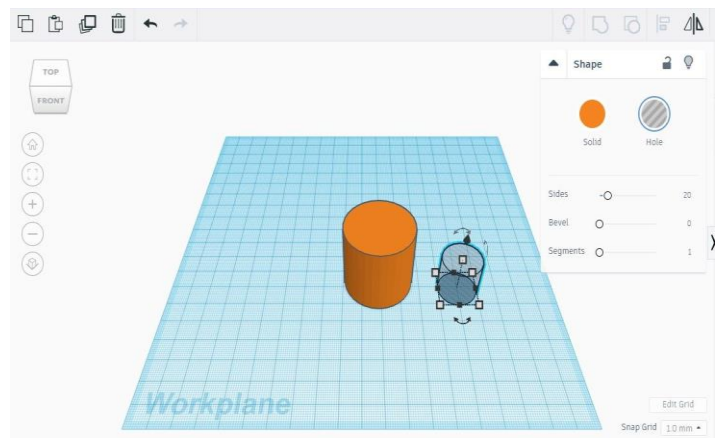 TOP
FRONT
Shape
Solid
Hole
Sides 20
Bevel 0
Segments 1
Workplane
Edit Grid
Snap Grid 1.0 mm